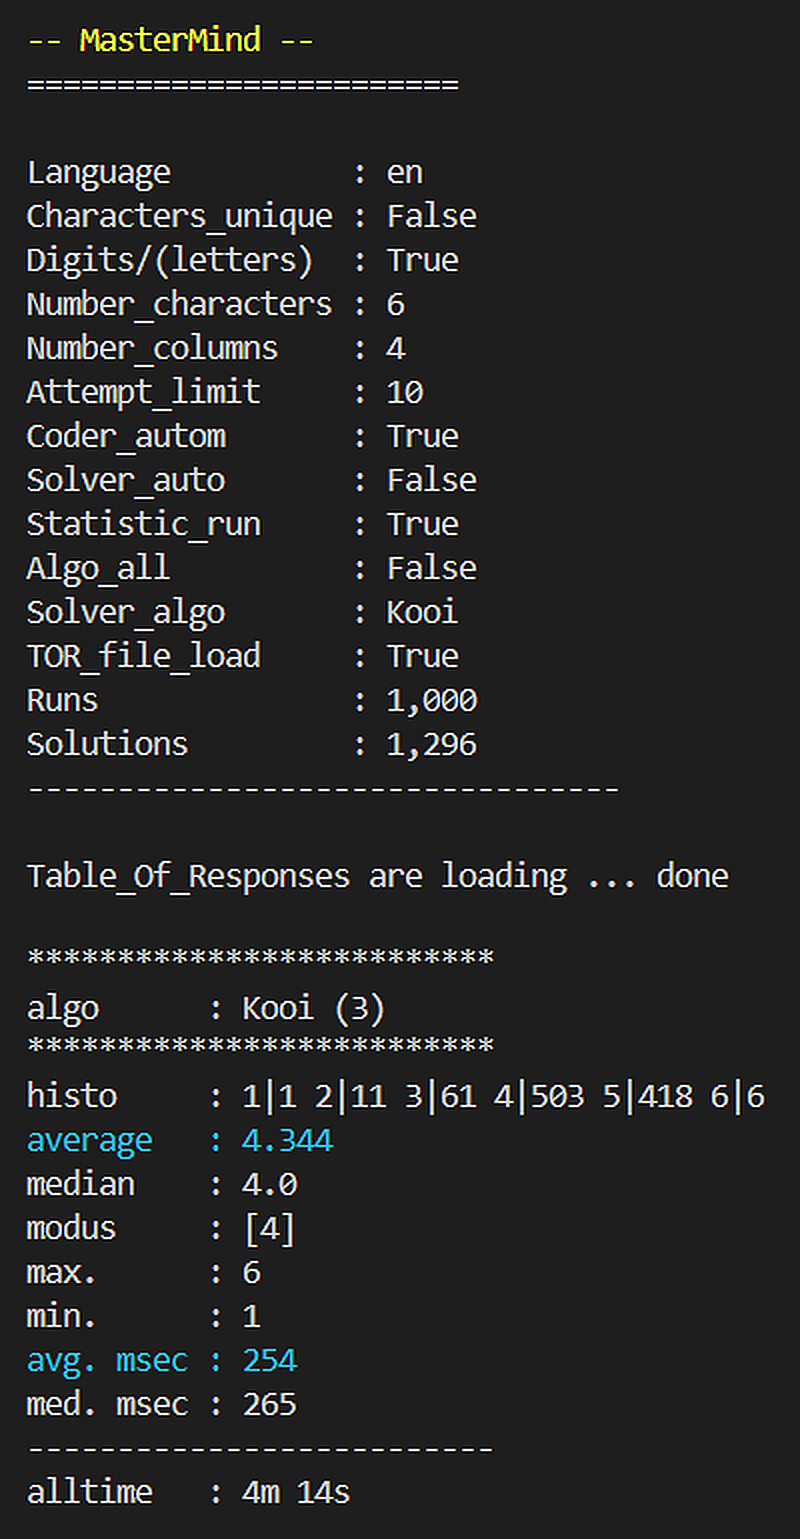 -- MasterMind --
========================
Language          : en
Characters_unique : False
Digits/(letters)  : True
Number_characters : 6
Number_columns    : 4
Attempt_limit     : 10
Coder_autom       : True
Solver_auto       : False
Statistic_run     : True
Algo_all          : False
Solver_algo       : Kooi
TOR_file_load     : True
Runs              : 1,000
Solutions         : 1,296
---------------------------------
Table_Of_Responses are loading ... done
**************************
algo      : Kooi (3)
**************************
histo     : 1|1 2|11 3|61 4|503 5|418 6|6
average   : 4.344
median    : 4.0
modus     : [4]
max.      : 6
min.      : 1
avg. msec : 254
med. msec : 265
--------------------------
alltime   : 4m 14s